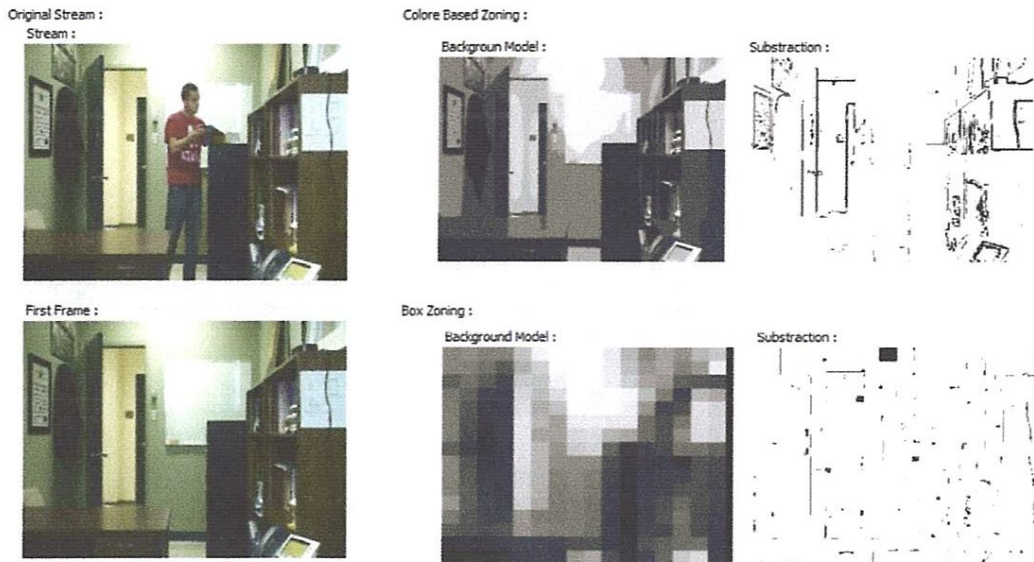 Original Stream :
Stream :
Colore Based Zoning :
Backgroun Model :
Substraction :
First Frame :
Box Zoning :
Background Model :
Substraction :